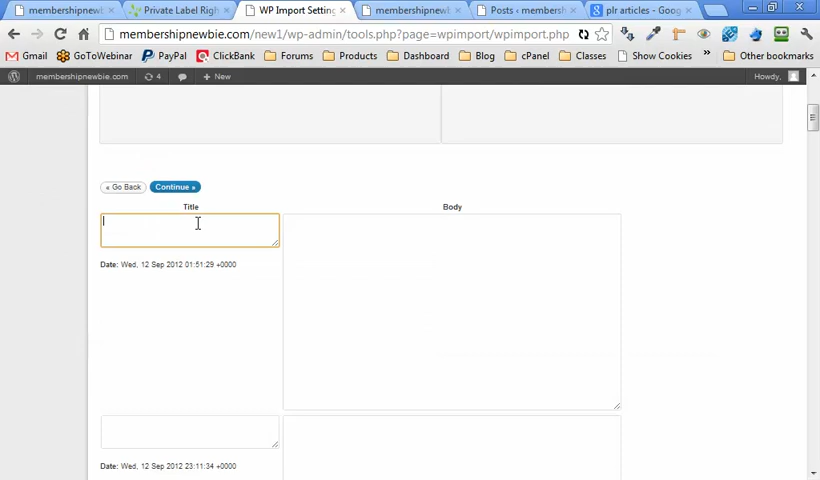 membershipnewbie.com
Private Label Righ
WP Import Setting
membershipnewbie.c
Posts ‹ membersh
plr articles - Goog
membershipnewbie.com/new1/wp-admin/tools.php?page=wpimport/wpimport.php
Gmail GoToWebinar PayPal ClickBank Forums Products Dashboard Blog cPanel Classes Show Cookies » Other bookmarks
membershipnewbie.com 4 + New Howdy,
« Go Back Continue »
Title Body
Date: Wed, 12 Sep 2012 01:51:29 +0000
Date: Wed, 12 Sep 2012 23:11:34 +0000